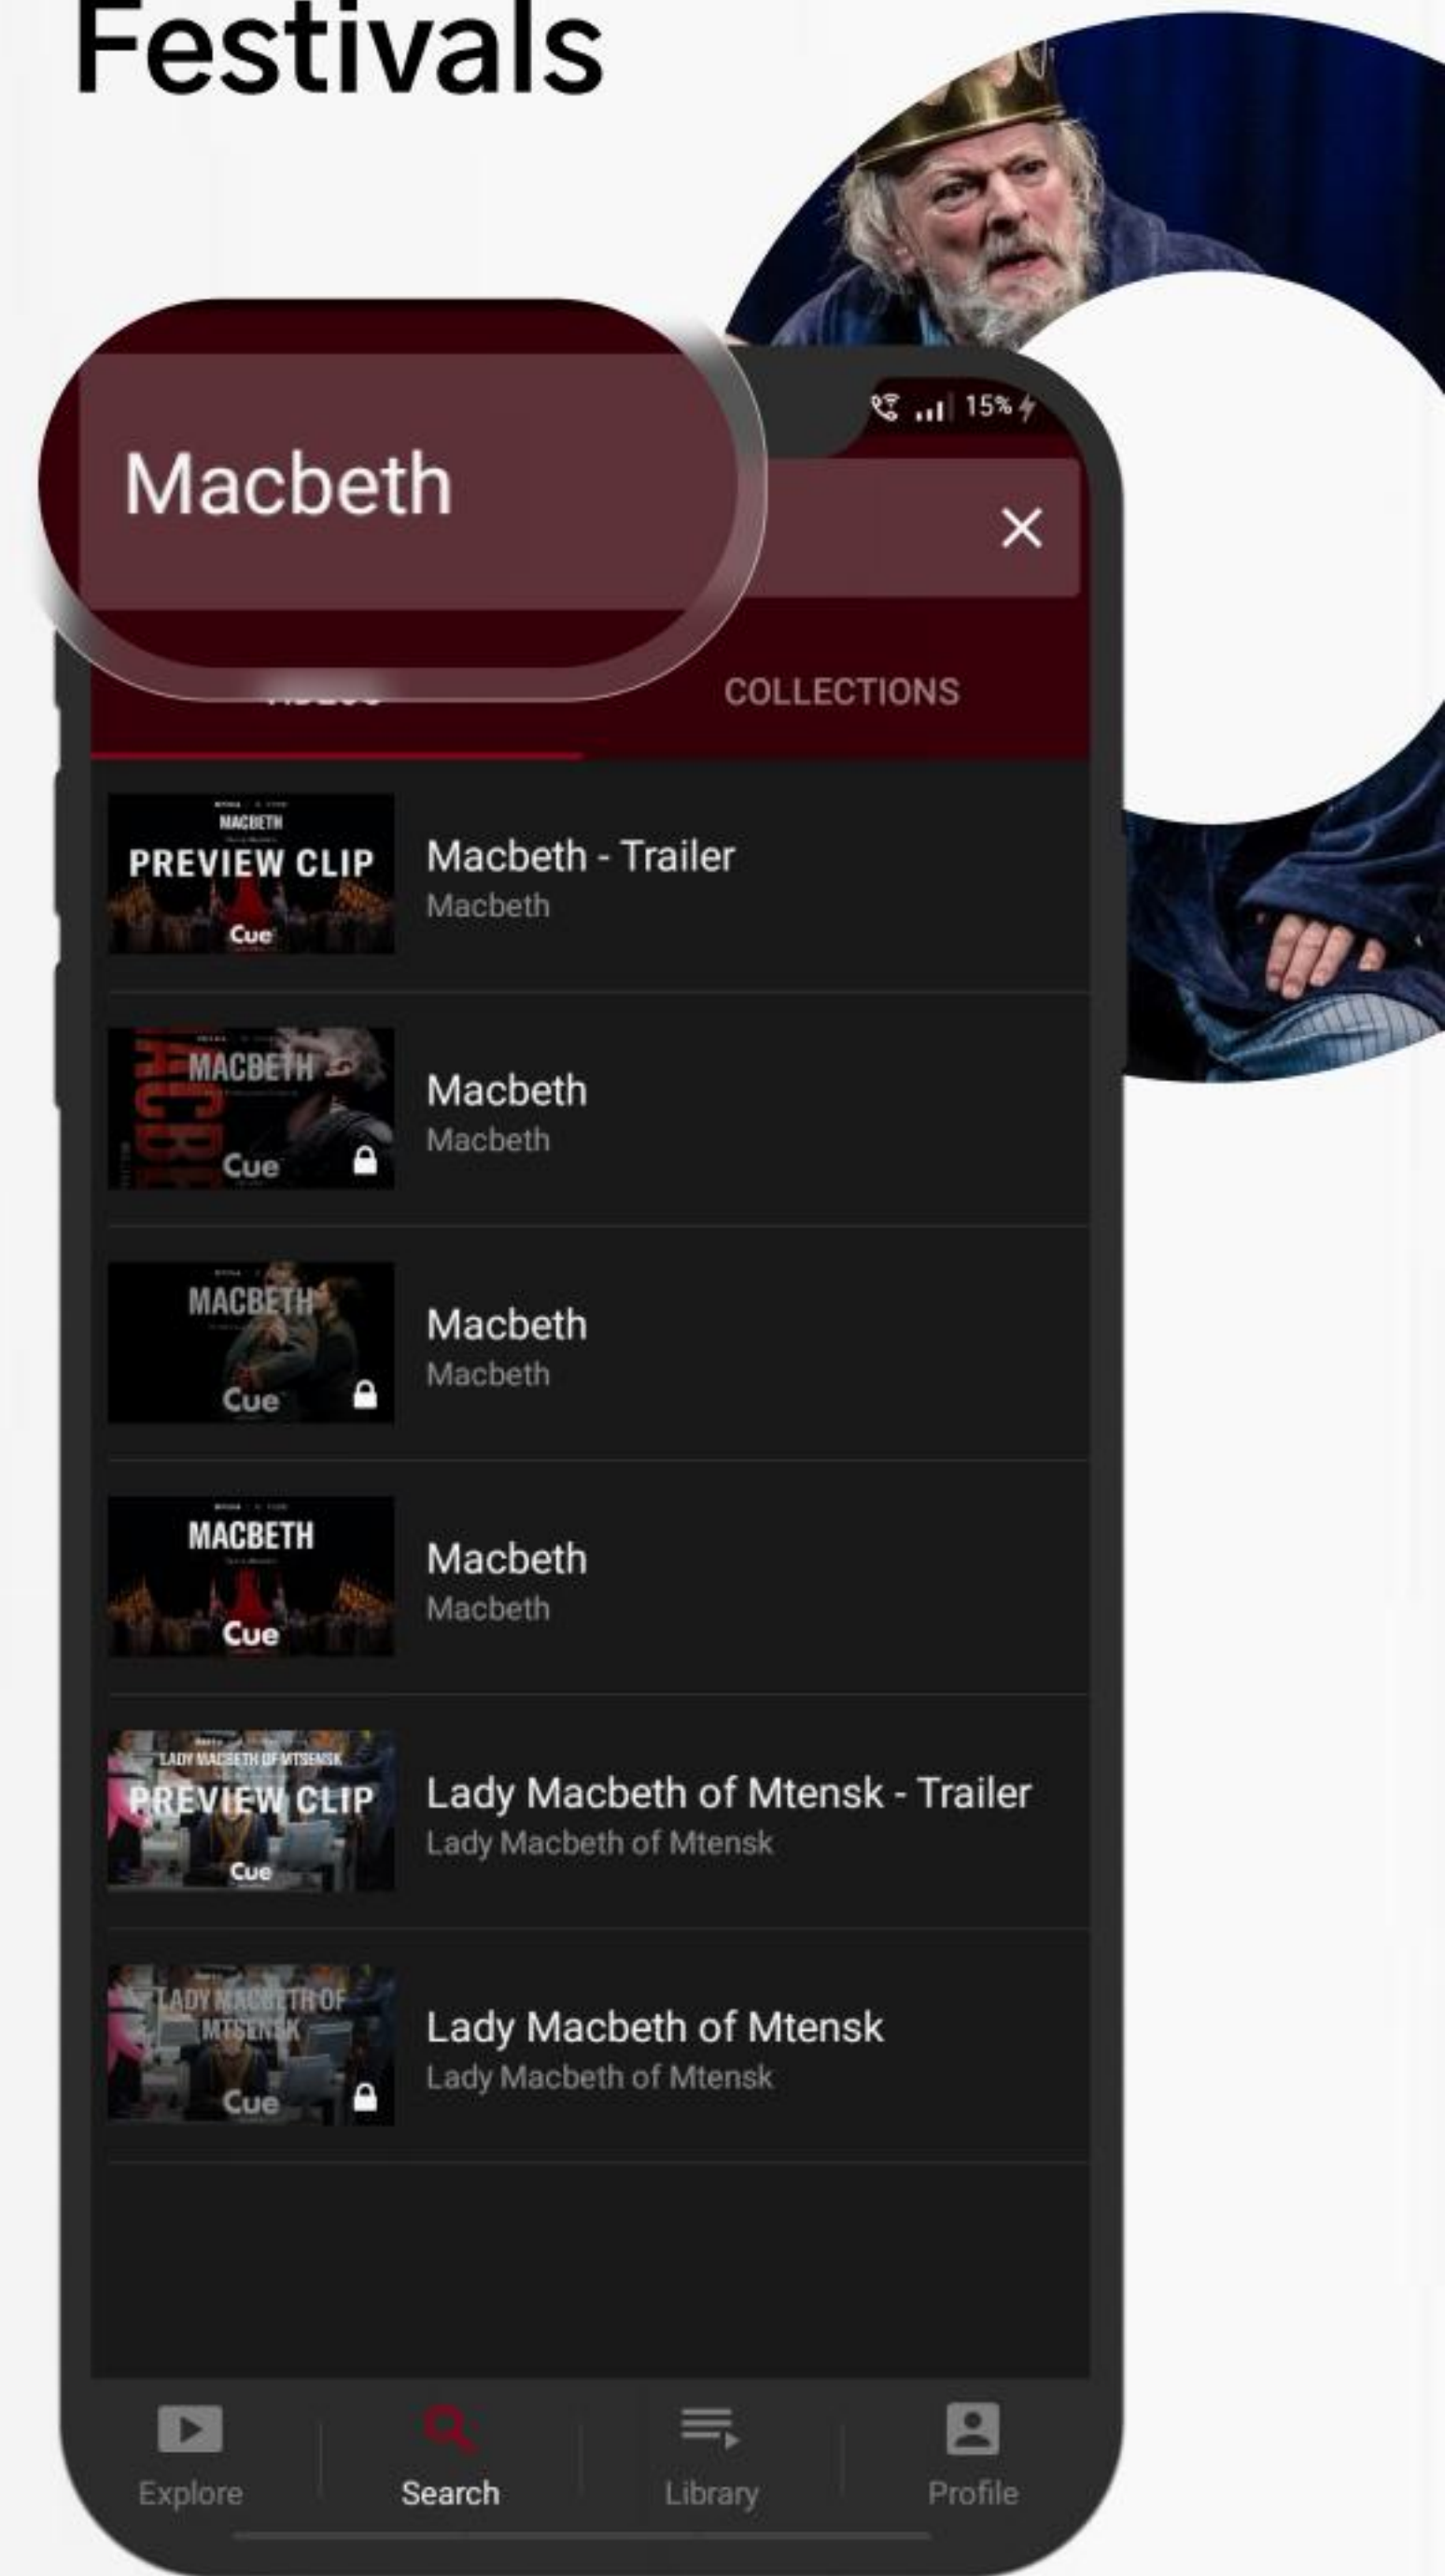 Festivals
15%
Macbeth
COLLECTIONS
MACBETH
PREVIEW CLIP
Cue
Macbeth - Trailer
Macbeth
MACBETH
Cue
Macbeth
Macbeth
MACBETH
Cue
Macbeth
Macbeth
MACBETH
Cue
Macbeth
Macbeth
LADY MACBETH OF MTSENSK
PREVIEW CLIP
Cue
Lady Macbeth of Mtensk - Trailer
Lady Macbeth of Mtensk
LADY MACBETH OF
MTSENSK
Cue
Lady Macbeth of Mtensk
Lady Macbeth of Mtensk
Explore
Search
Library
Profile